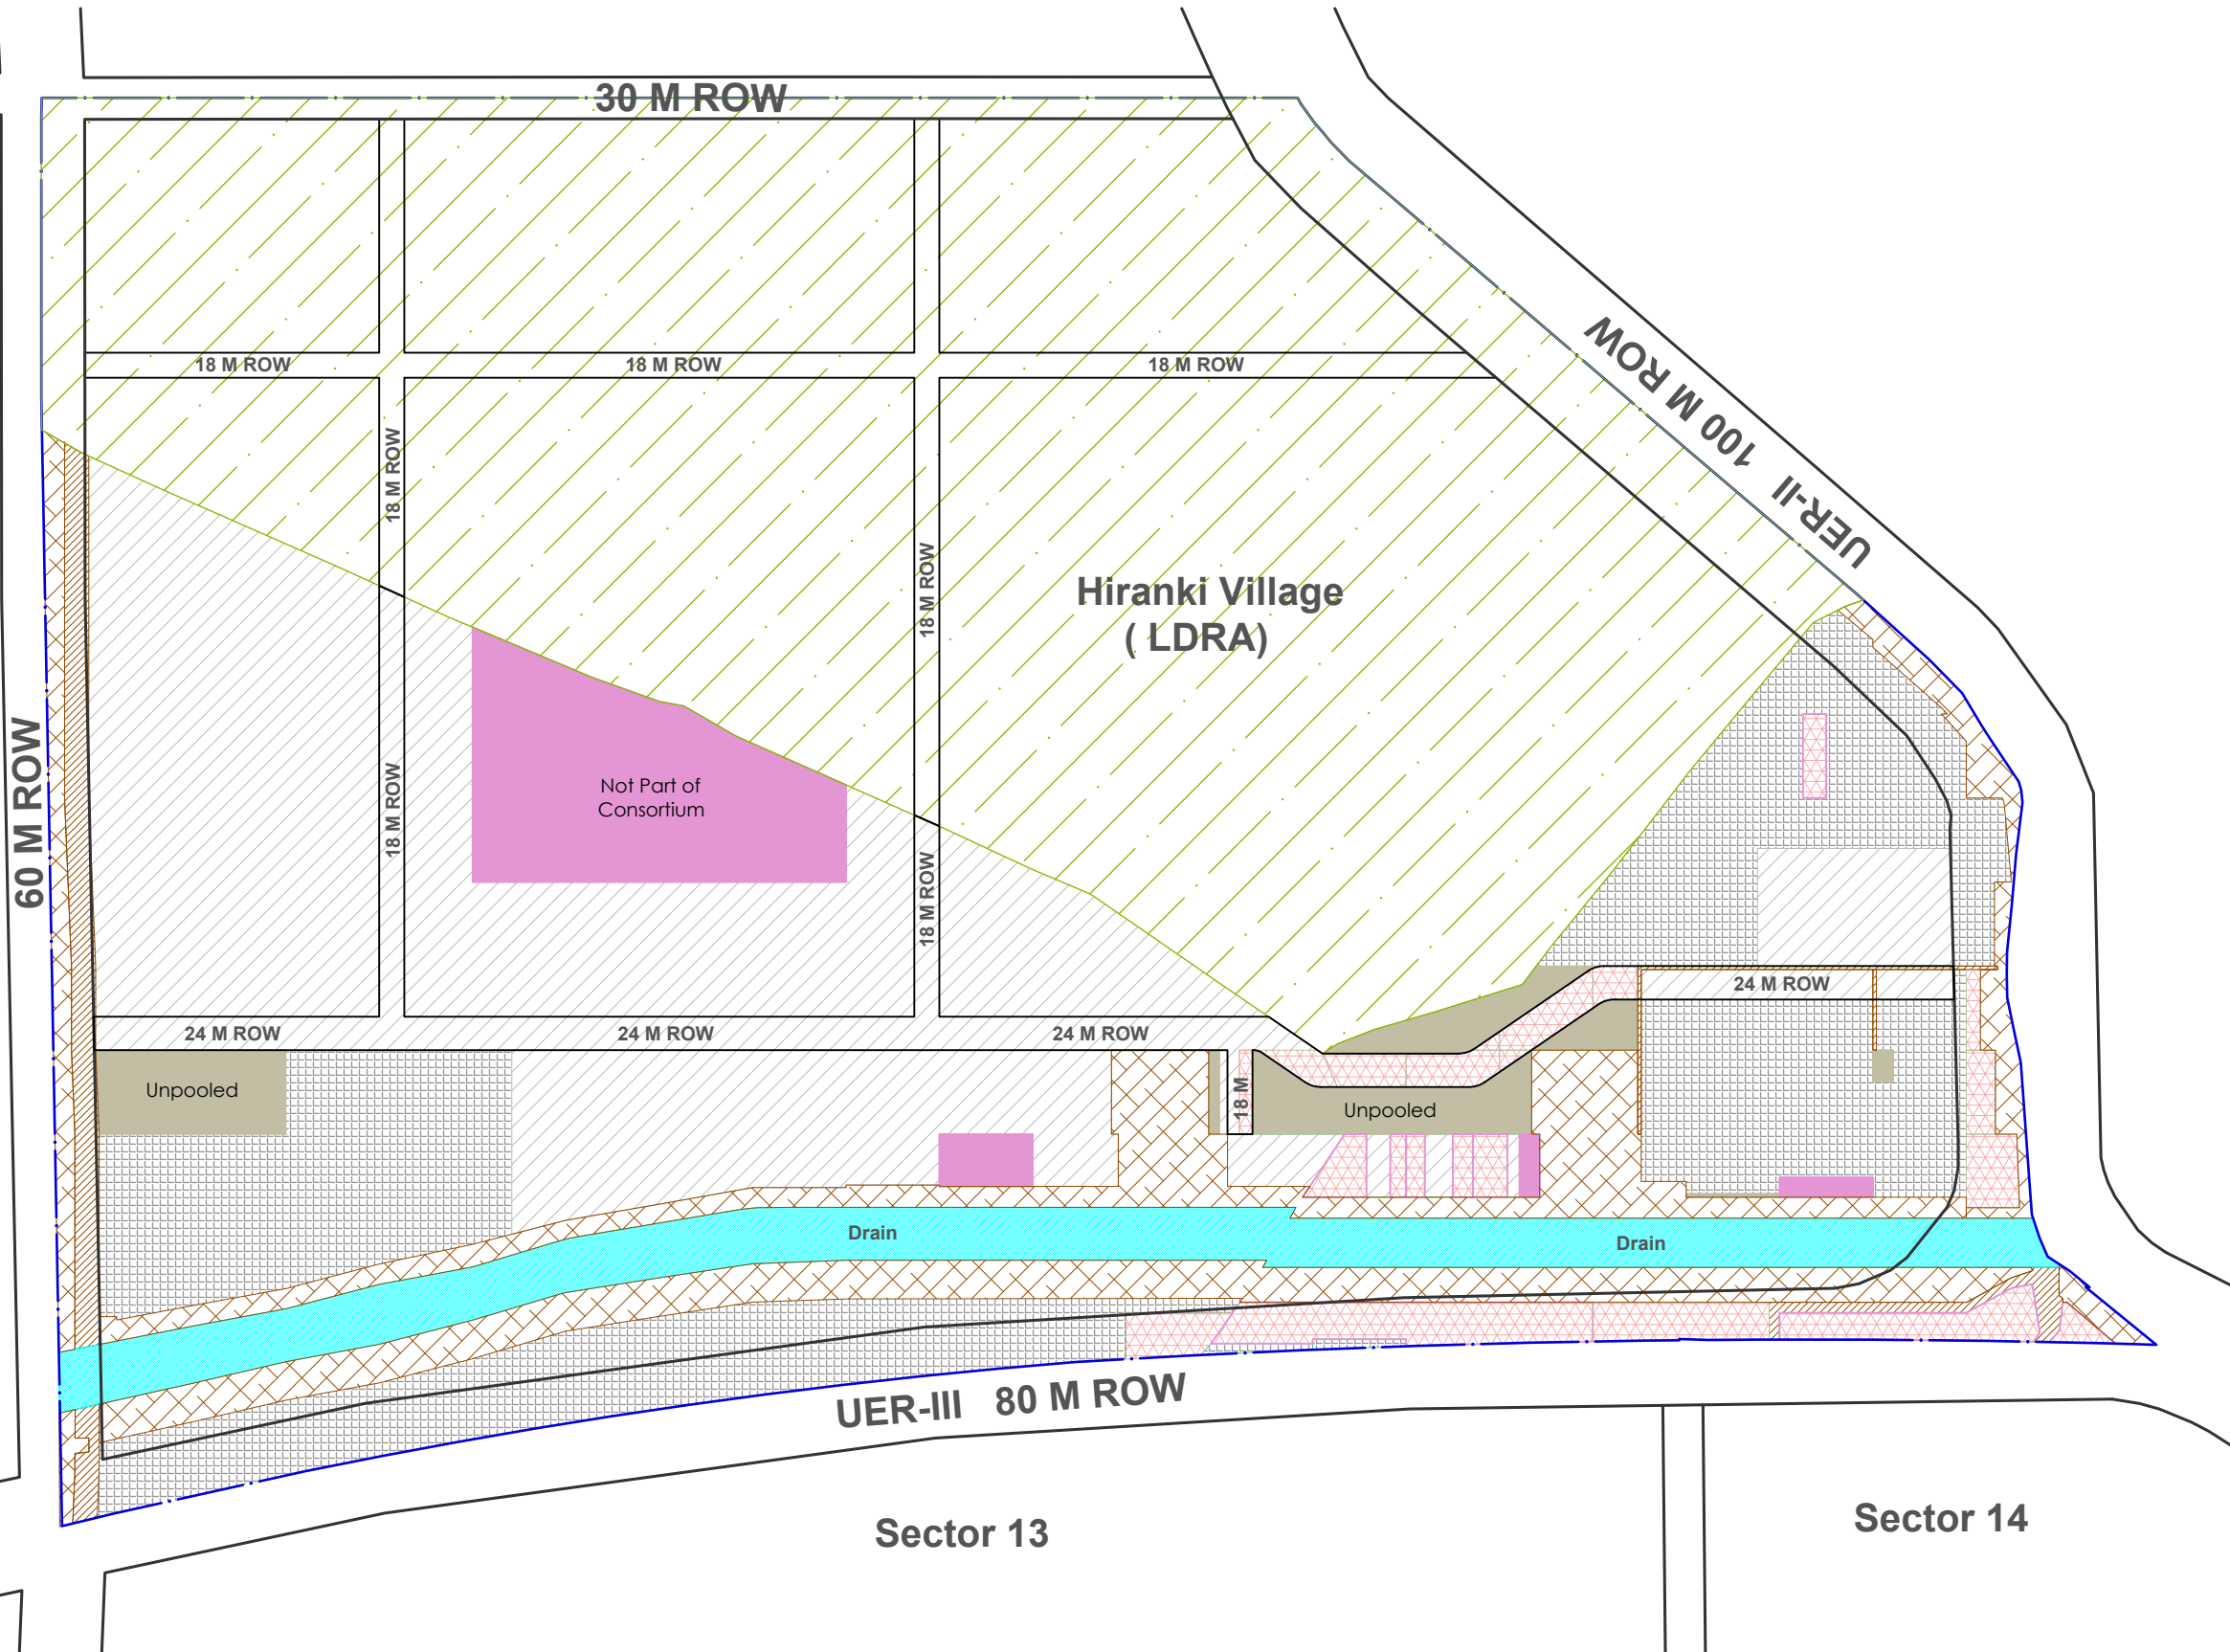 30 M ROW
18 M ROW
18 M ROW
18 M ROW
UER-II 100 M ROW
18 M ROW
18 M ROW
Hiranki Village
( LDRA)
60 M ROW
18 M ROW
Not Part of
Consortium
18 M ROW
24 M ROW
24 M ROW
24 M ROW
24 M ROW
Unpooled
18 M
Unpooled
Drain
Drain
UER-III 80 M ROW
Sector 13
Sector 14